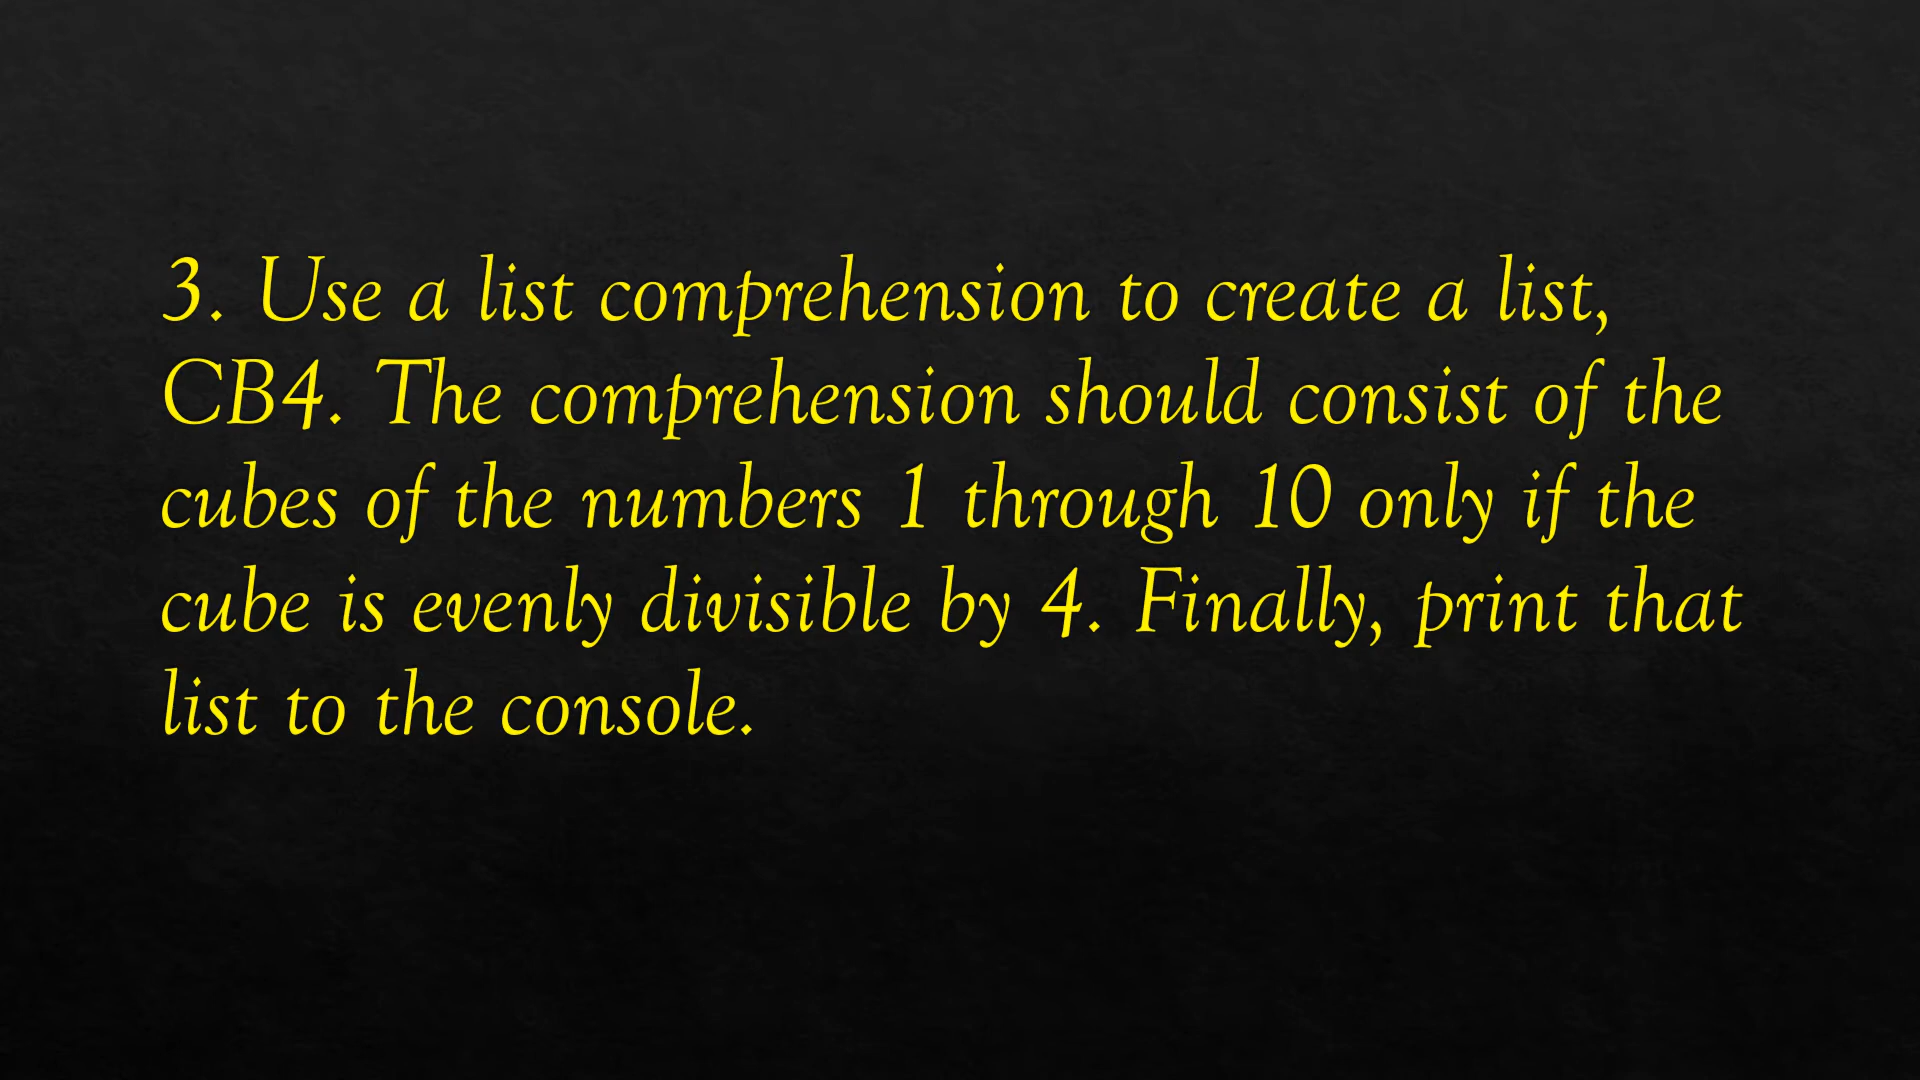 3. Use a list comprehension to create a list,
CB4. The comprehension should consist of the
cubes of the numbers 1 through 10 only if the
cube is evenly divisible by 4. Finally, print that
list to the console.